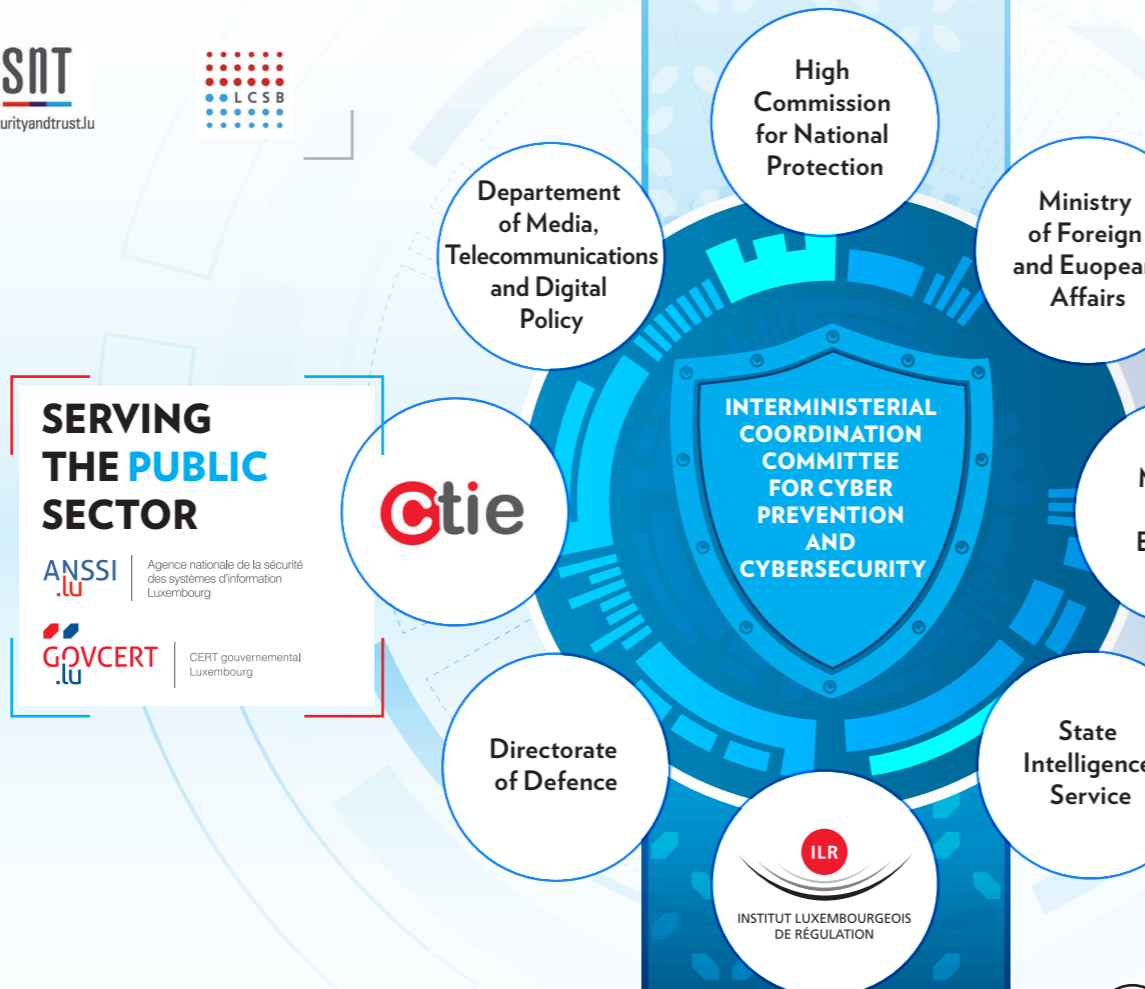 SNT
urityandtrust.lu
LCSB
High
Commission
for National
Protection
Departement
of Media,
Telecommunications
and Digital
Policy
Ministry
of Foreign
and Euopean
Affairs
SERVING
THE PUBLIC
SECTOR
ANSSI
.lu
Agence nationale de la sécurité
des systèmes d'information
Luxembourg
GOVCERT
.lu
CERT gouvernemental
Luxembourg
ctie
INTERMINISTERIAL
COORDINATION
COMMITTEE
FOR CYBER
PREVENTION
AND
CYBERSECURITY
Directorate
of Defence
State
Intelligence
Service
ILR
INSTITUT LUXEMBOURGEOIS
DE RÉGULATION